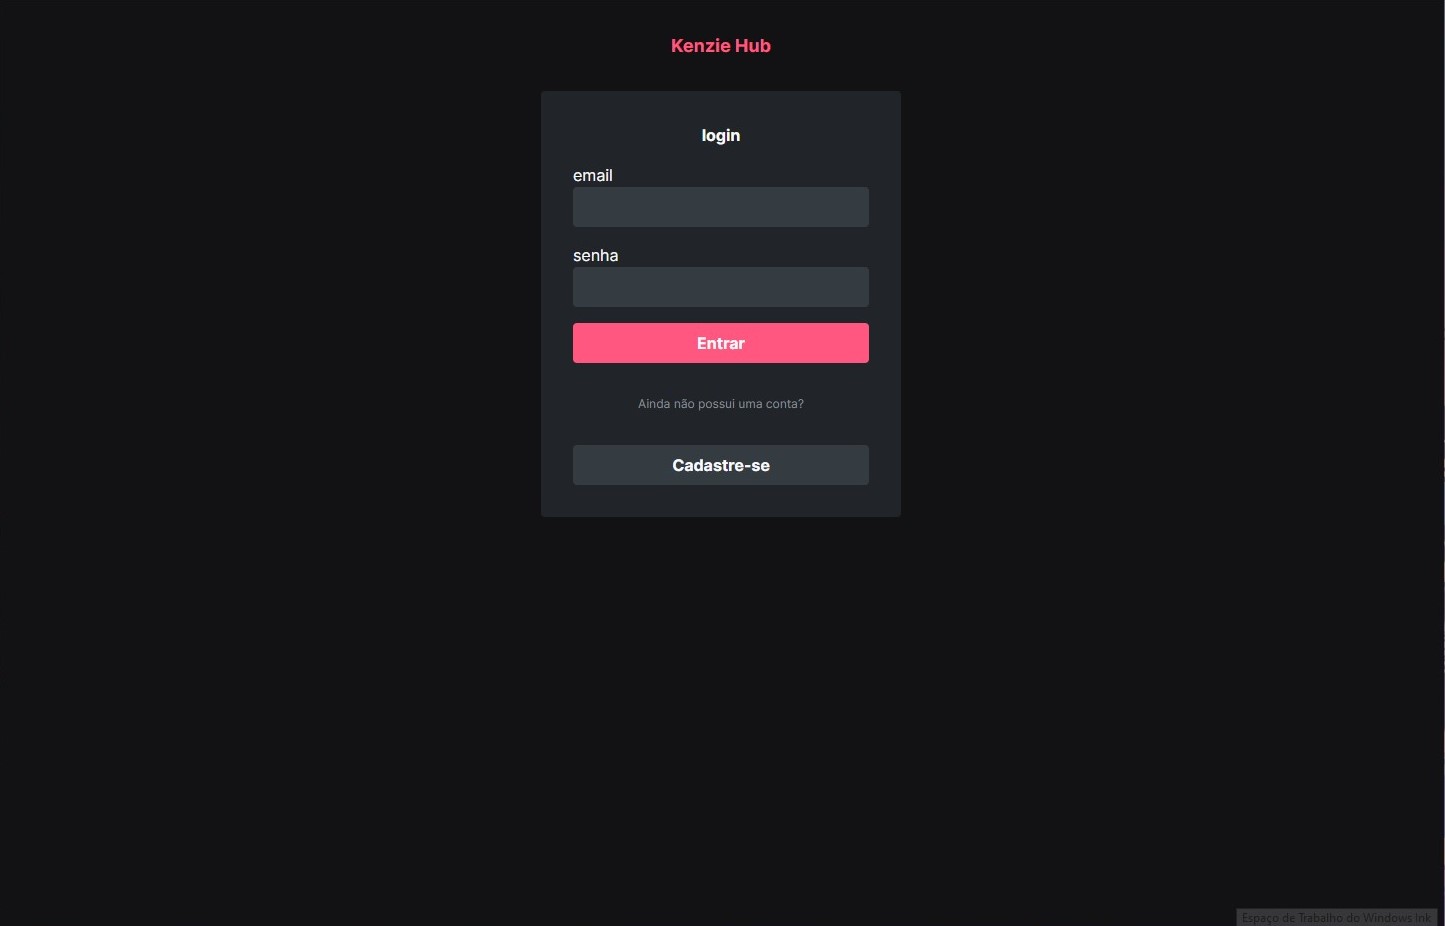 Kenzie Hub
login
email
senha
Entrar
Ainda não possui uma conta?
Cadastre-se
Espaço de Trabalho do Windows Ink